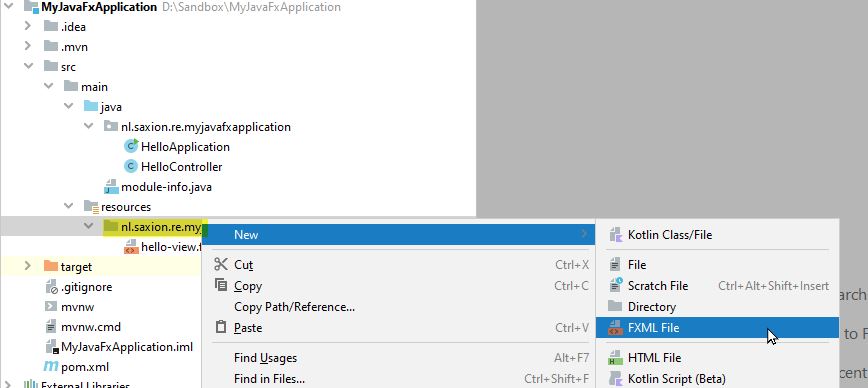 MyJavaFxApplication D:\Sandbox\MyJavaFxApplication
.idea
.mvn
src
main
java
nl.saxion.re.myjavafxapplication
HelloApplication
HelloController
module-info.java
resources
nl.saxion.re.my
hello-view.f
target
.gitignore
mvnw
mvnw.cmd
MyJavaFxApplication.iml
pom.xml
External Libraries
New
Cut Ctrl+X
Copy Ctrl+C
Copy Path/Reference...
Paste Ctrl+V
Find Usages Alt+F7
Find in Files... Ctrl+Shift+F
Kotlin Class/File
File
Scratch File Ctrl+Alt+Shift+Insert
Directory
FXML File
HTML File
Kotlin Script (Beta)
arch
to F
cent